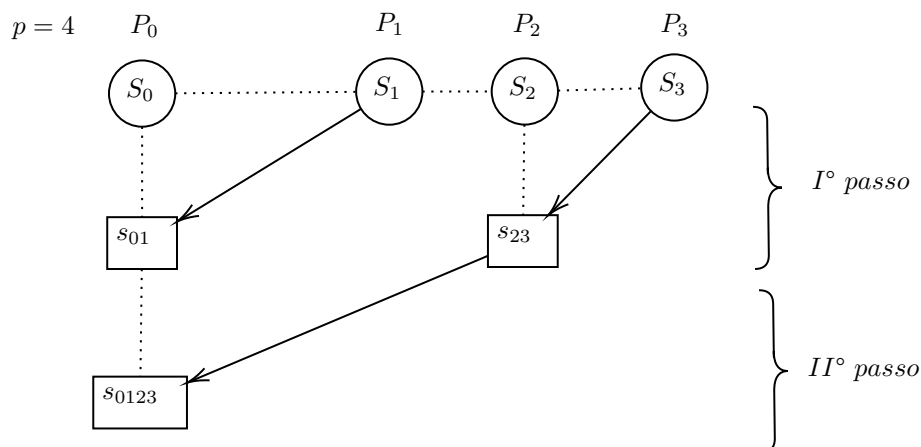 p = 4 P₀ P₁ P₂ P₃
S₀ S₁ S₂ S₃
I° passo
s₀₁ s₂₃
II° passo
s₀₁₂₃